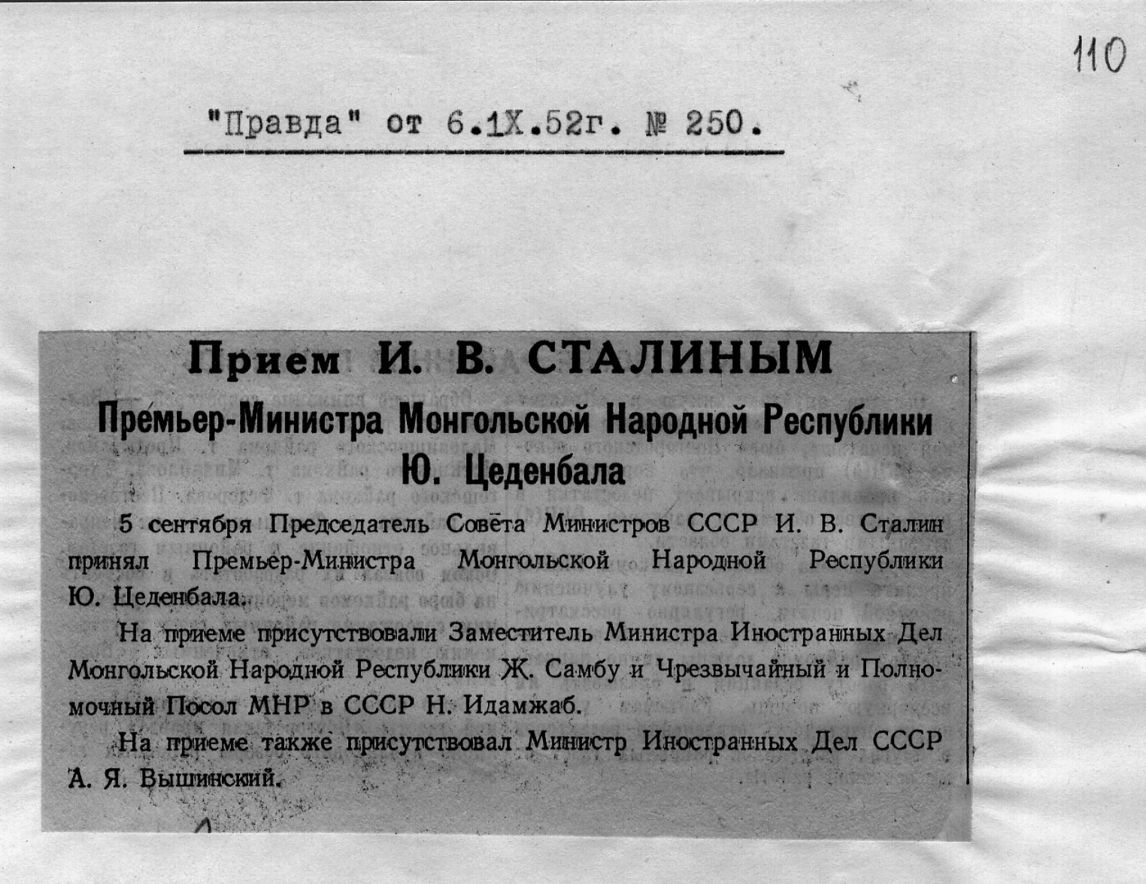 110
"Правда" от 6.IX.52г. № 250.
Прием И. В. СТАЛИНЫМ
Премьер-Министра Монгольской Народной Республики
Ю. Цеденбала
5 сентября Председатель Совета Министров СССР И. В. Сталин
принял Премьер-Министра Монгольской Народной Республики
Ю. Цеденбала.
На приеме присутствовали Заместитель Министра Иностранных Дел
Монгольской Народной Республики Ж. Самбу и Чрезвычайный и Полно-
мочный Посол МНР в СССР Н. Идамжаб.
На приеме также присутствовал Министр Иностранных Дел СССР
А. Я. Вышинский.